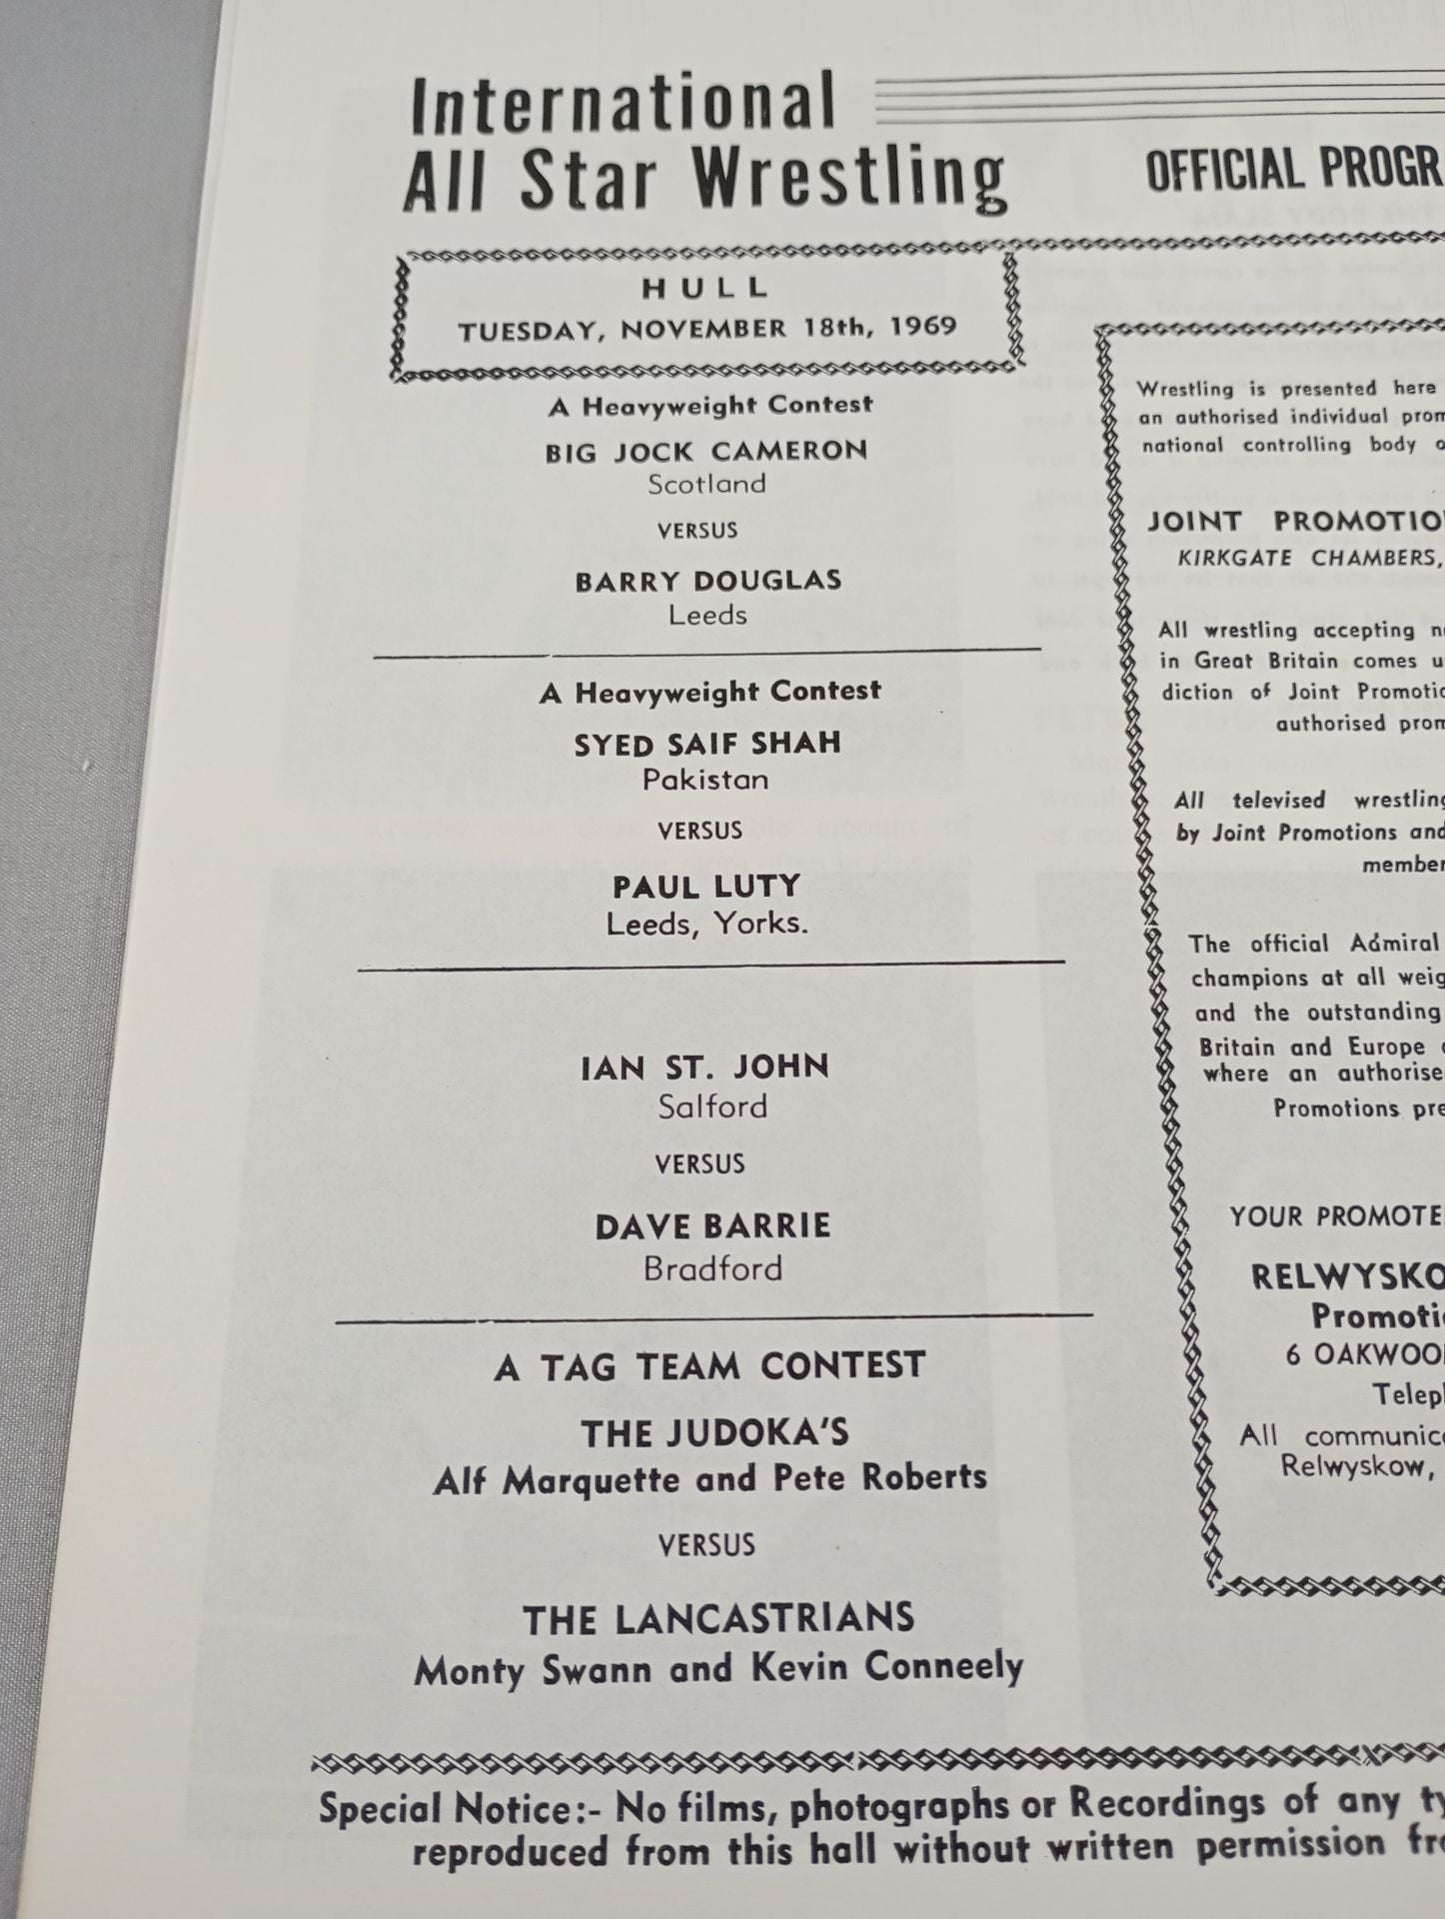 International
All Star Wrestling
OFFICIAL PROGR
HULL
TUESDAY, NOVEMBER 18th, 1969
A Heavyweight Contest
BIG JOCK CAMERON
Scotland
VERSUS
BARRY DOUGLAS
Leeds
A Heavyweight Contest
SYED SAIF SHAH
Pakistan
VERSUS
PAUL LUTY
Leeds, Yorks.
IAN ST. JOHN
Salford
VERSUS
DAVE BARRIE
Bradford
A TAG TEAM CONTEST
THE JUDOKA'S
Alf Marquette and Pete Roberts
VERSUS
THE LANCASTRIANS
Monty Swann and Kevin Conneely
Wrestling is presented here
an authorised individual prom
national controlling body o
JOINT PROMOTIO
KIRKGATE CHAMBERS,
All wrestling accepting
in Great Britain comes u
diction of Joint Promotio
authorised prom
All televised wrestling
by Joint Promotions and
member
The official Admiral
champions at all weig
and the outstanding
Britain and Europe
where an authorise
Promotions pre
YOUR PROMOTE
RELWYSKO
Promotio
6 OAKWOO
Telep
All communic
Relwyskow,
Special Notice:- No films, photographs or Recordings of any ty
reproduced from this hall without written permission fro